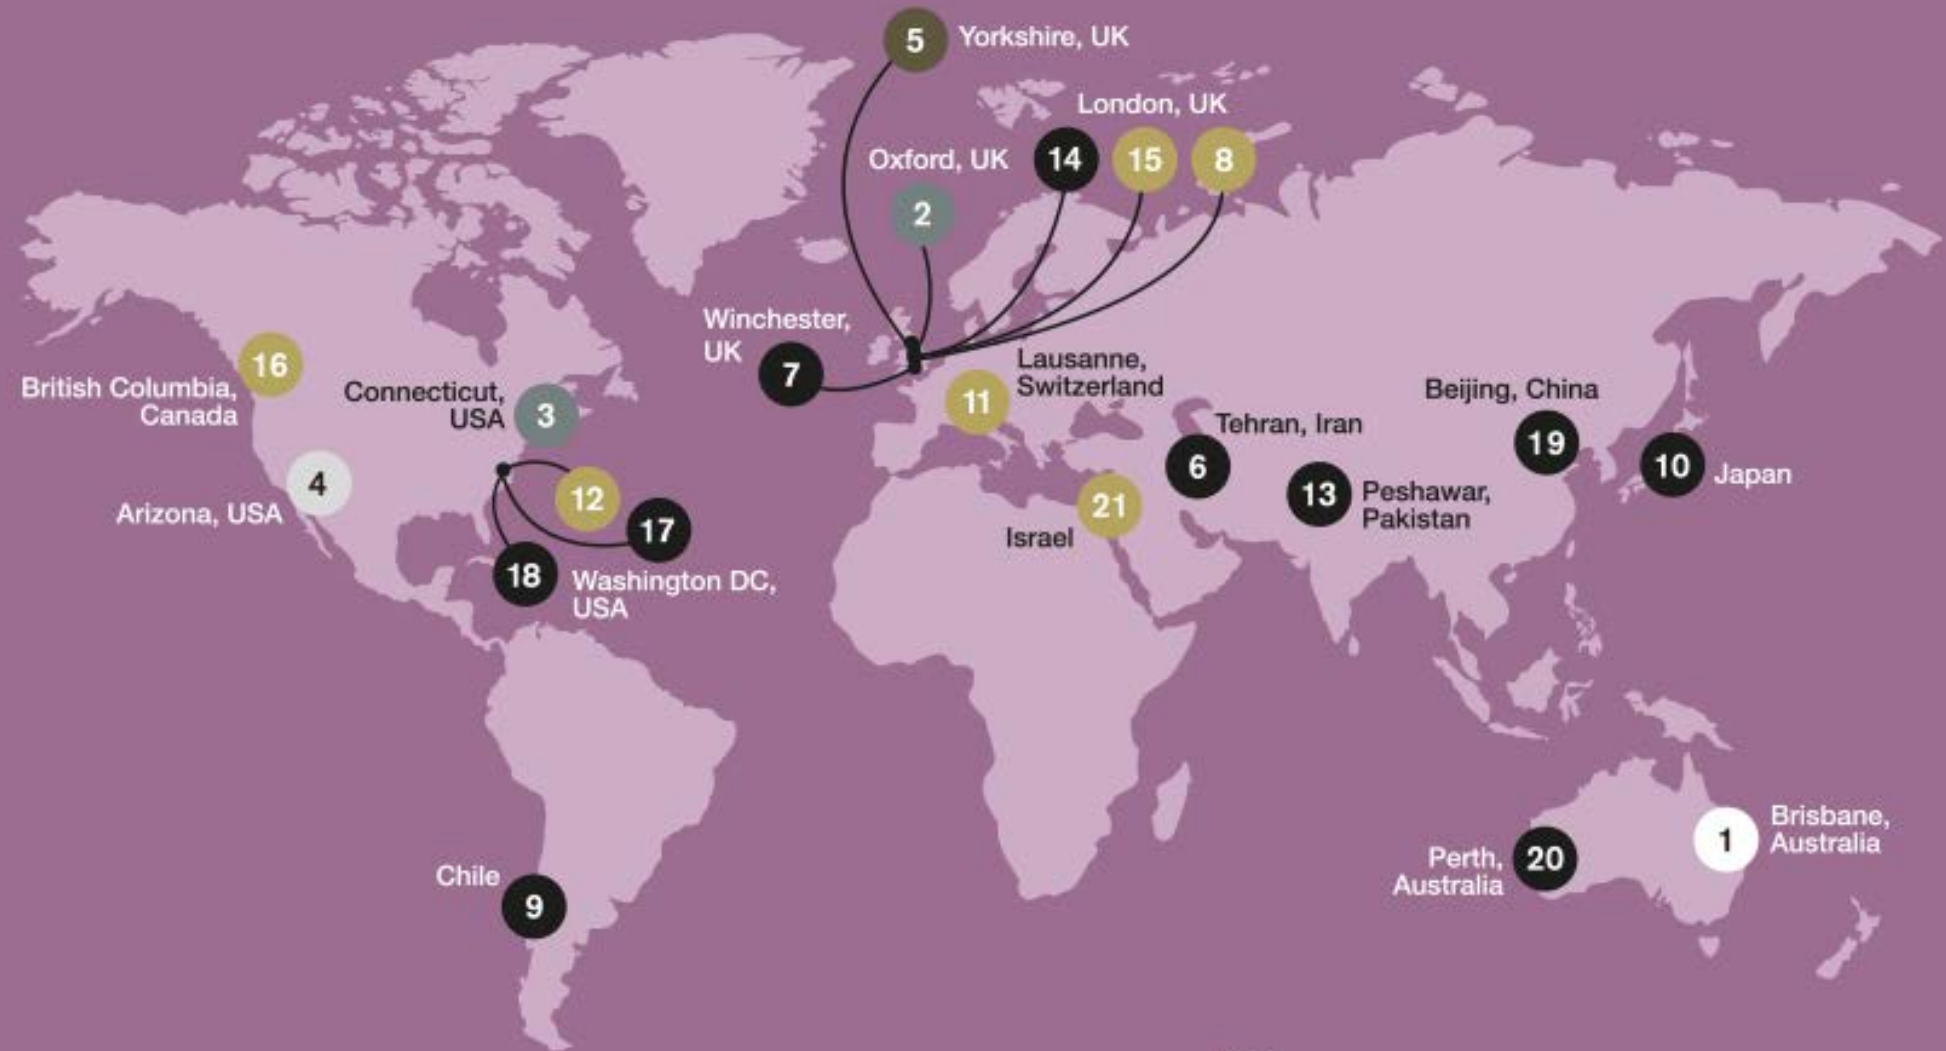 5 Yorkshire, UK
London, UK
Oxford, UK
14 15 8
2
Winchester,
UK
7
Lausanne,
Switzerland
11
16
British Columbia,
Canada
Connecticut,
USA
3
4
Arizona, USA
12
17
18
Washington DC,
USA
Tehran, Iran
6
21
Israel
13
Peshawar,
Pakistan
Beijing, China
19
10
Japan
Chile
9
Perth,
Australia
20
1
Brisbane,
Australia